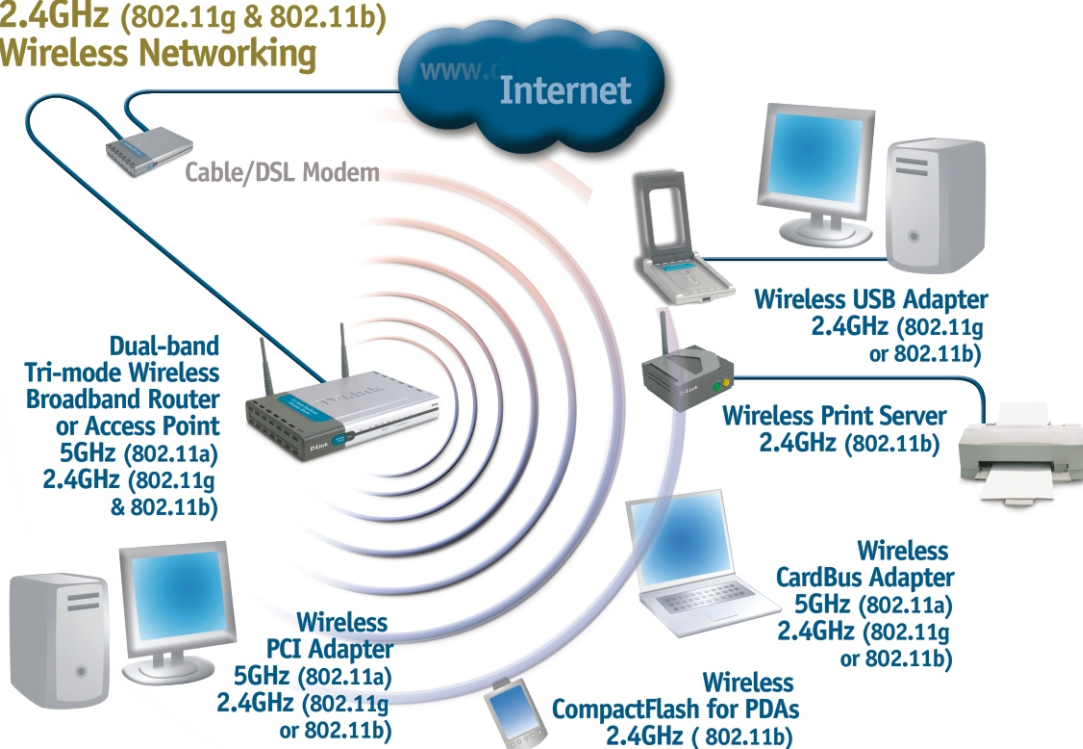 2.4GHz (802.11g & 802.11b)
Wireless Networking
Internet
Cable/DSL Modem
Wireless USB Adapter
2.4GHz (802.11g
or 802.11b)
Dual-band
Tri-mode Wireless
Broadband Router
or Access Point
5GHz (802.11a)
2.4GHz (802.11g
& 802.11b)
D-Link
D-Link
D-Link
Wireless Print Server
2.4GHz (802.11b)
Wireless
CardBus Adapter
5GHz (802.11a)
2.4GHz (802.11g
or 802.11b)
Wireless
PCI Adapter
5GHz (802.11a)
2.4GHz (802.11g
or 802.11b)
Wireless
CompactFlash for PDAs
2.4GHz ( 802.11b)